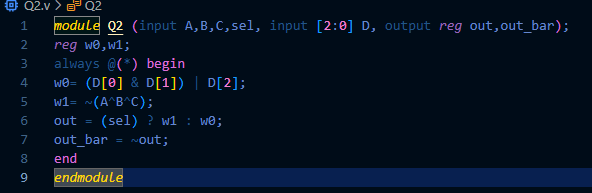 Q2.v > Q2
1 module Q2 (input A,B,C,sel, input [2:0] D, output reg out,out_bar);
2 reg w0,w1;
3 always @(*) begin
4 w0= (D[0] & D[1]) | D[2];
5 w1= ~(A^B^C);
6 out = (sel) ? w1 : w0;
7 out_bar = ~out;
8 end
9 endmodule